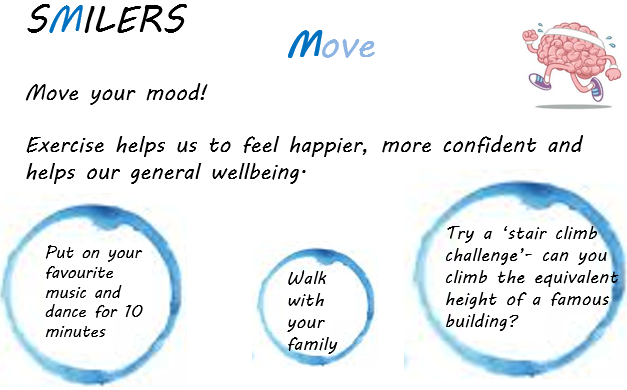 SMILERS
Move
Move your mood!
Exercise helps us to feel happier, more confident and
helps our general wellbeing.
Put on your
favourite
music and
dance for 10
minutes
Walk
with
your
family
Try a ‘stair climb
challenge’- can you
climb the equivalent
height of a famous
building?